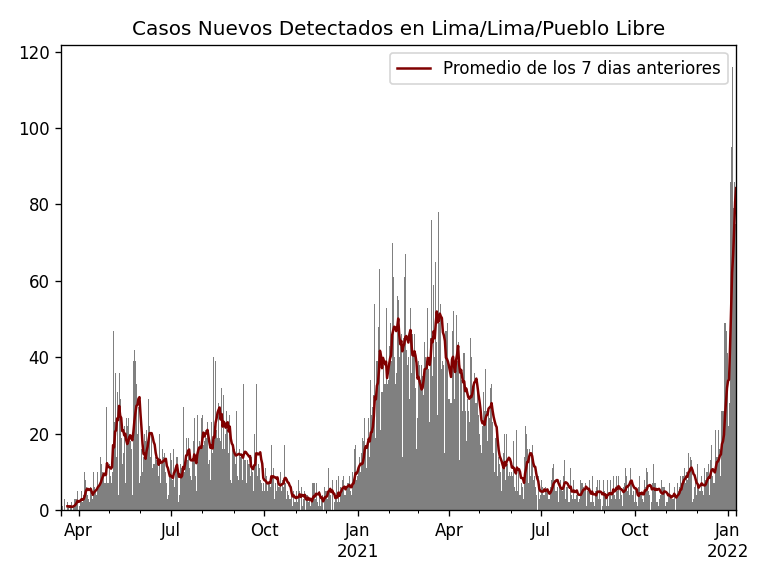 Casos Nuevos Detectados en Lima/Lima/Pueblo Libre
Promedio de los 7 dias anteriores
120
100
80
60
40
20
0
Apr Jul Oct Jan Apr Jul Oct Jan
2021 2022